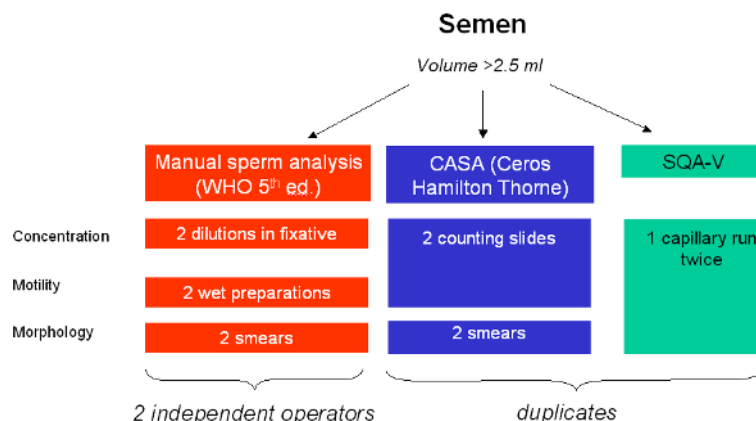 Semen
Volume >2.5 ml
Manual sperm analysis
(WHO 5th ed.)
CASA (Ceros
Hamilton Thorne)
SQA-V
Concentration
2 dilutions in fixative
2 counting slides
1 capillary run
twice
Motility
2 wet preparations
Morphology
2 smears
2 smears
2 independent operators
duplicates